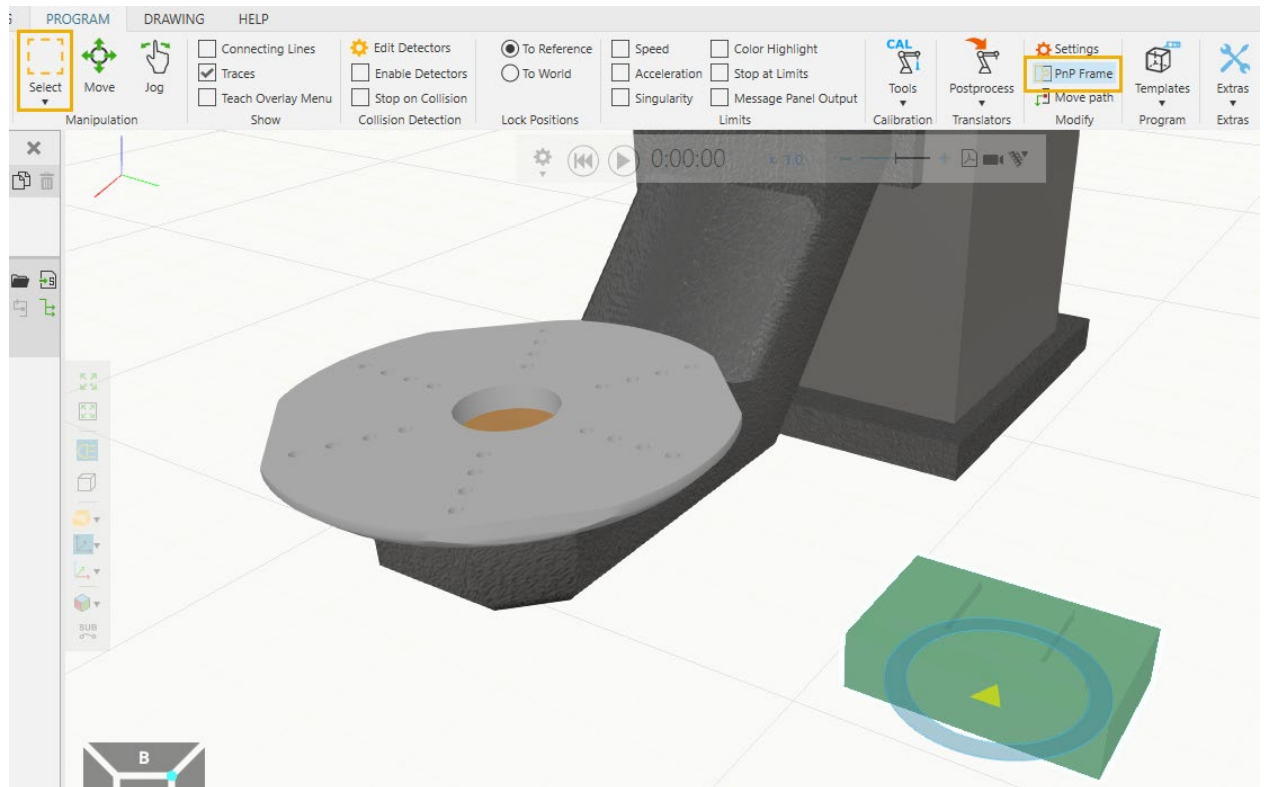 PROGRAM DRAWING HELP
Connecting Lines Edit Detectors To Reference Speed Color Highlight CAL Settings
Traces Enable Detectors To World Acceleration Stop at Limits PnP Frame
Select Move Jog Teach Overlay Menu Stop on Collision Singularity Message Panel Output Tools Postprocess Move path Templates Extras
Manipulation Show Collision Detection Lock Positions Limits Calibration Translators Modify Program Extras
0:00:00 x 1.0
SUB
B